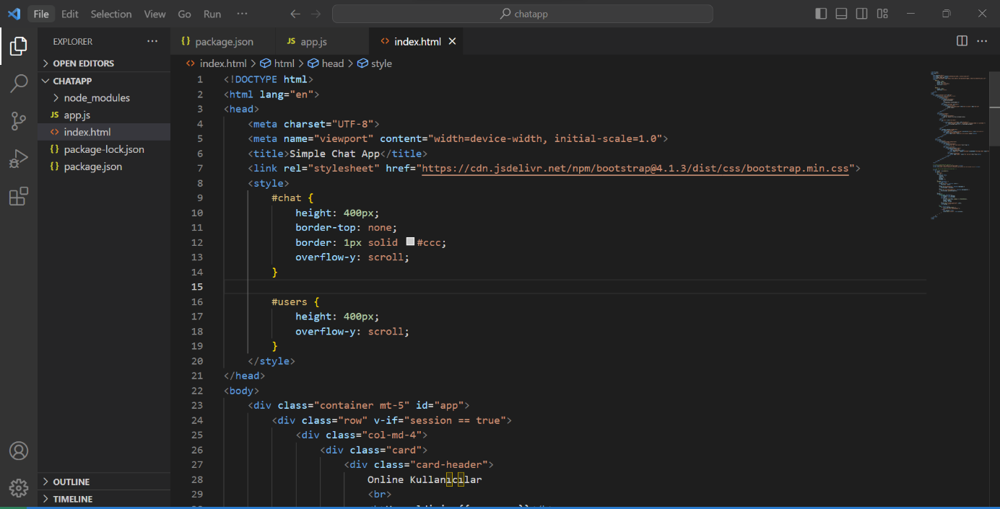 File Edit Selection View Go Run ··· chatapp
EXPLORER ···
OPEN EDITORS
CHATAPP
node_modules
JS app.js
<> index.html
{} package-lock.json
{} package.json
OUTLINE
TIMELINE
{} package.json JS app.js <> index.html
<> index.html > html > head > style
1 <!DOCTYPE html>
2 <html lang="en">
3 <head>
4 <meta charset="UTF-8">
5 <meta name="viewport" content="width=device-width, initial-scale=1.0">
6 <title>Simple Chat App</title>
7 <link rel="stylesheet" href="https://cdn.jsdelivr.net/npm/bootstrap@4.1.3/dist/css/bootstrap.min.css">
8 <style>
9 #chat {
10 height: 400px;
11 border-top: none;
12 border: 1px solid #ccc;
13 overflow-y: scroll;
14 }
15
16 #users {
17 height: 400px;
18 overflow-y: scroll;
19 }
20 </style>
21 </head>
22 <body>
23 <div class="container mt-5" id="app">
24 <div class="row" v-if="session == true">
25 <div class="col-md-4">
26 <div class="card">
27 <div class="card-header">
28 Online Kullanıcılar
29 <br>